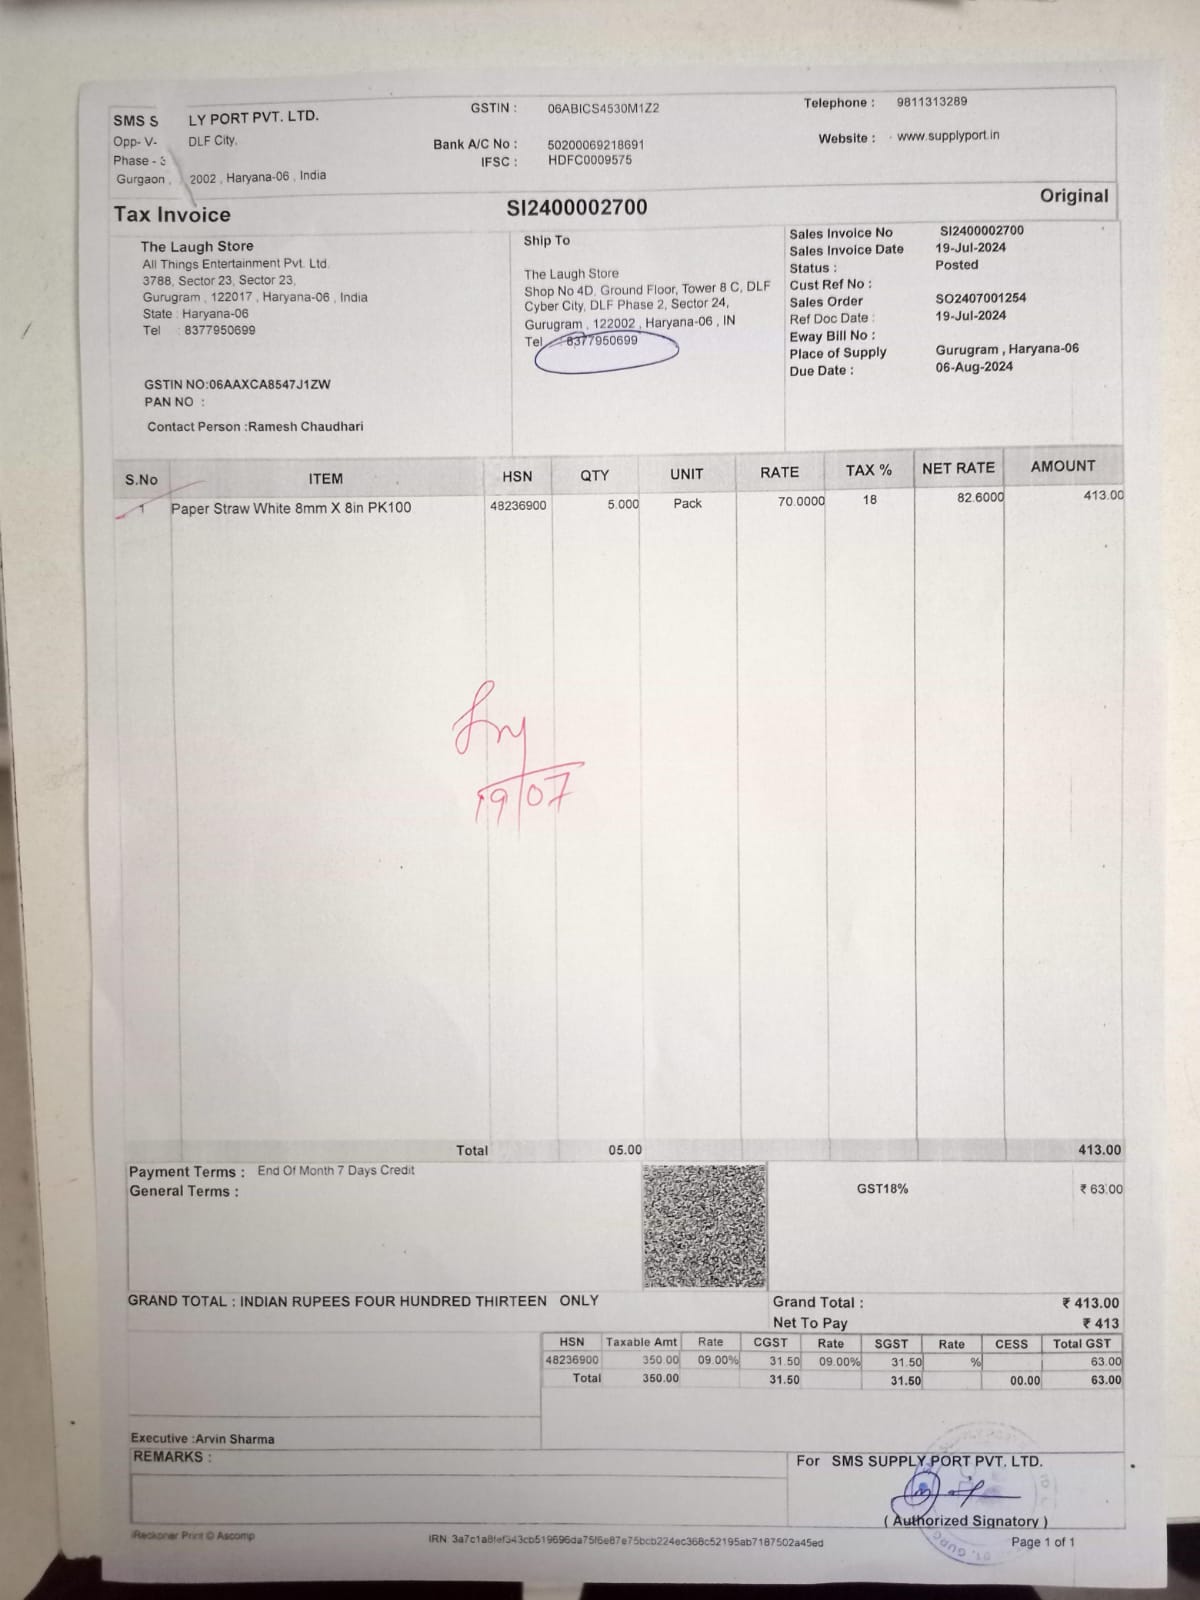 SMS S LY PORT PVT. LTD.
Opp- V- DLF City,
Phase - 3
Gurgaon , 2002 , Haryana-06 , India
GSTIN : 06ABICS4530M1Z2
Bank A/C No : 50200069218691
IFSC : HDFC0009575
Telephone : 9811313289
Website : www.supplyport.in
Tax Invoice SI2400002700 Original
The Laugh Store
All Things Entertainment Pvt. Ltd.
3788, Sector 23, Sector 23,
Gurugram , 122017 , Haryana-06 , India
State : Haryana-06
Tel : 8377950699
GSTIN NO:06AAXCA8547J1ZW
PAN NO :
Contact Person :Ramesh Chaudhari
Ship To
The Laugh Store
Shop No 4D, Ground Floor, Tower 8 C, DLF
Cyber City, DLF Phase 2, Sector 24,
Gurugram , 122002 , Haryana-06 , IN
Tel 8377950699
Sales Invoice No SI2400002700
Sales Invoice Date 19-Jul-2024
Status : Posted
Cust Ref No :
Sales Order SO2407001254
Ref Doc Date : 19-Jul-2024
Eway Bill No :
Place of Supply Gurugram , Haryana-06
Due Date : 06-Aug-2024
S.No ITEM HSN QTY UNIT RATE TAX % NET RATE AMOUNT
1 Paper Straw White 8mm X 8in PK100 48236900 5.000 Pack 70.0000 18 82.6000 413.00
19/07
Total 05.00 413.00
Payment Terms : End Of Month 7 Days Credit
General Terms :
GST18% ₹ 63.00
GRAND TOTAL : INDIAN RUPEES FOUR HUNDRED THIRTEEN ONLY
Grand Total : ₹ 413.00
Net To Pay ₹ 413
HSN Taxable Amt Rate CGST Rate SGST Rate CESS Total GST
48236900 350.00 09.00% 31.50 09.00% 31.50 % 63.00
Total 350.00 31.50 31.50 00.00 63.00
Executive :Arvin Sharma
REMARKS :
For SMS SUPPLY PORT PVT. LTD.
( Authorized Signatory )
iReckoner Print © Ascomp
Page 1 of 1